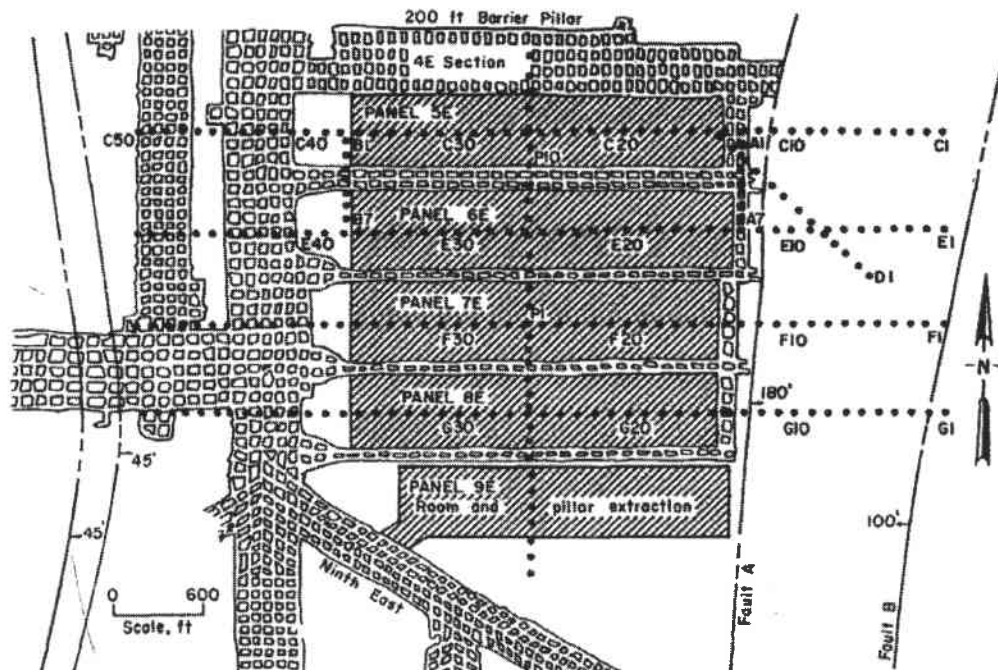 200 ft Barrier Pillar
4E Section
PANEL 5E
C50
C40
B1
C30
P10
C20
A1
C10
C1
B7
PANEL 6E
A7
E40
E30
E20
E10
E1
D1
PANEL 7E
P1
F30
F20
F10
F1
N
PANEL 8E
180'
G30
G20
G10
G1
45'
PANEL 9E
Room and pillar extraction
45'
100'
0 600
Scale, ft
Ninth East
Fault A
Fault B